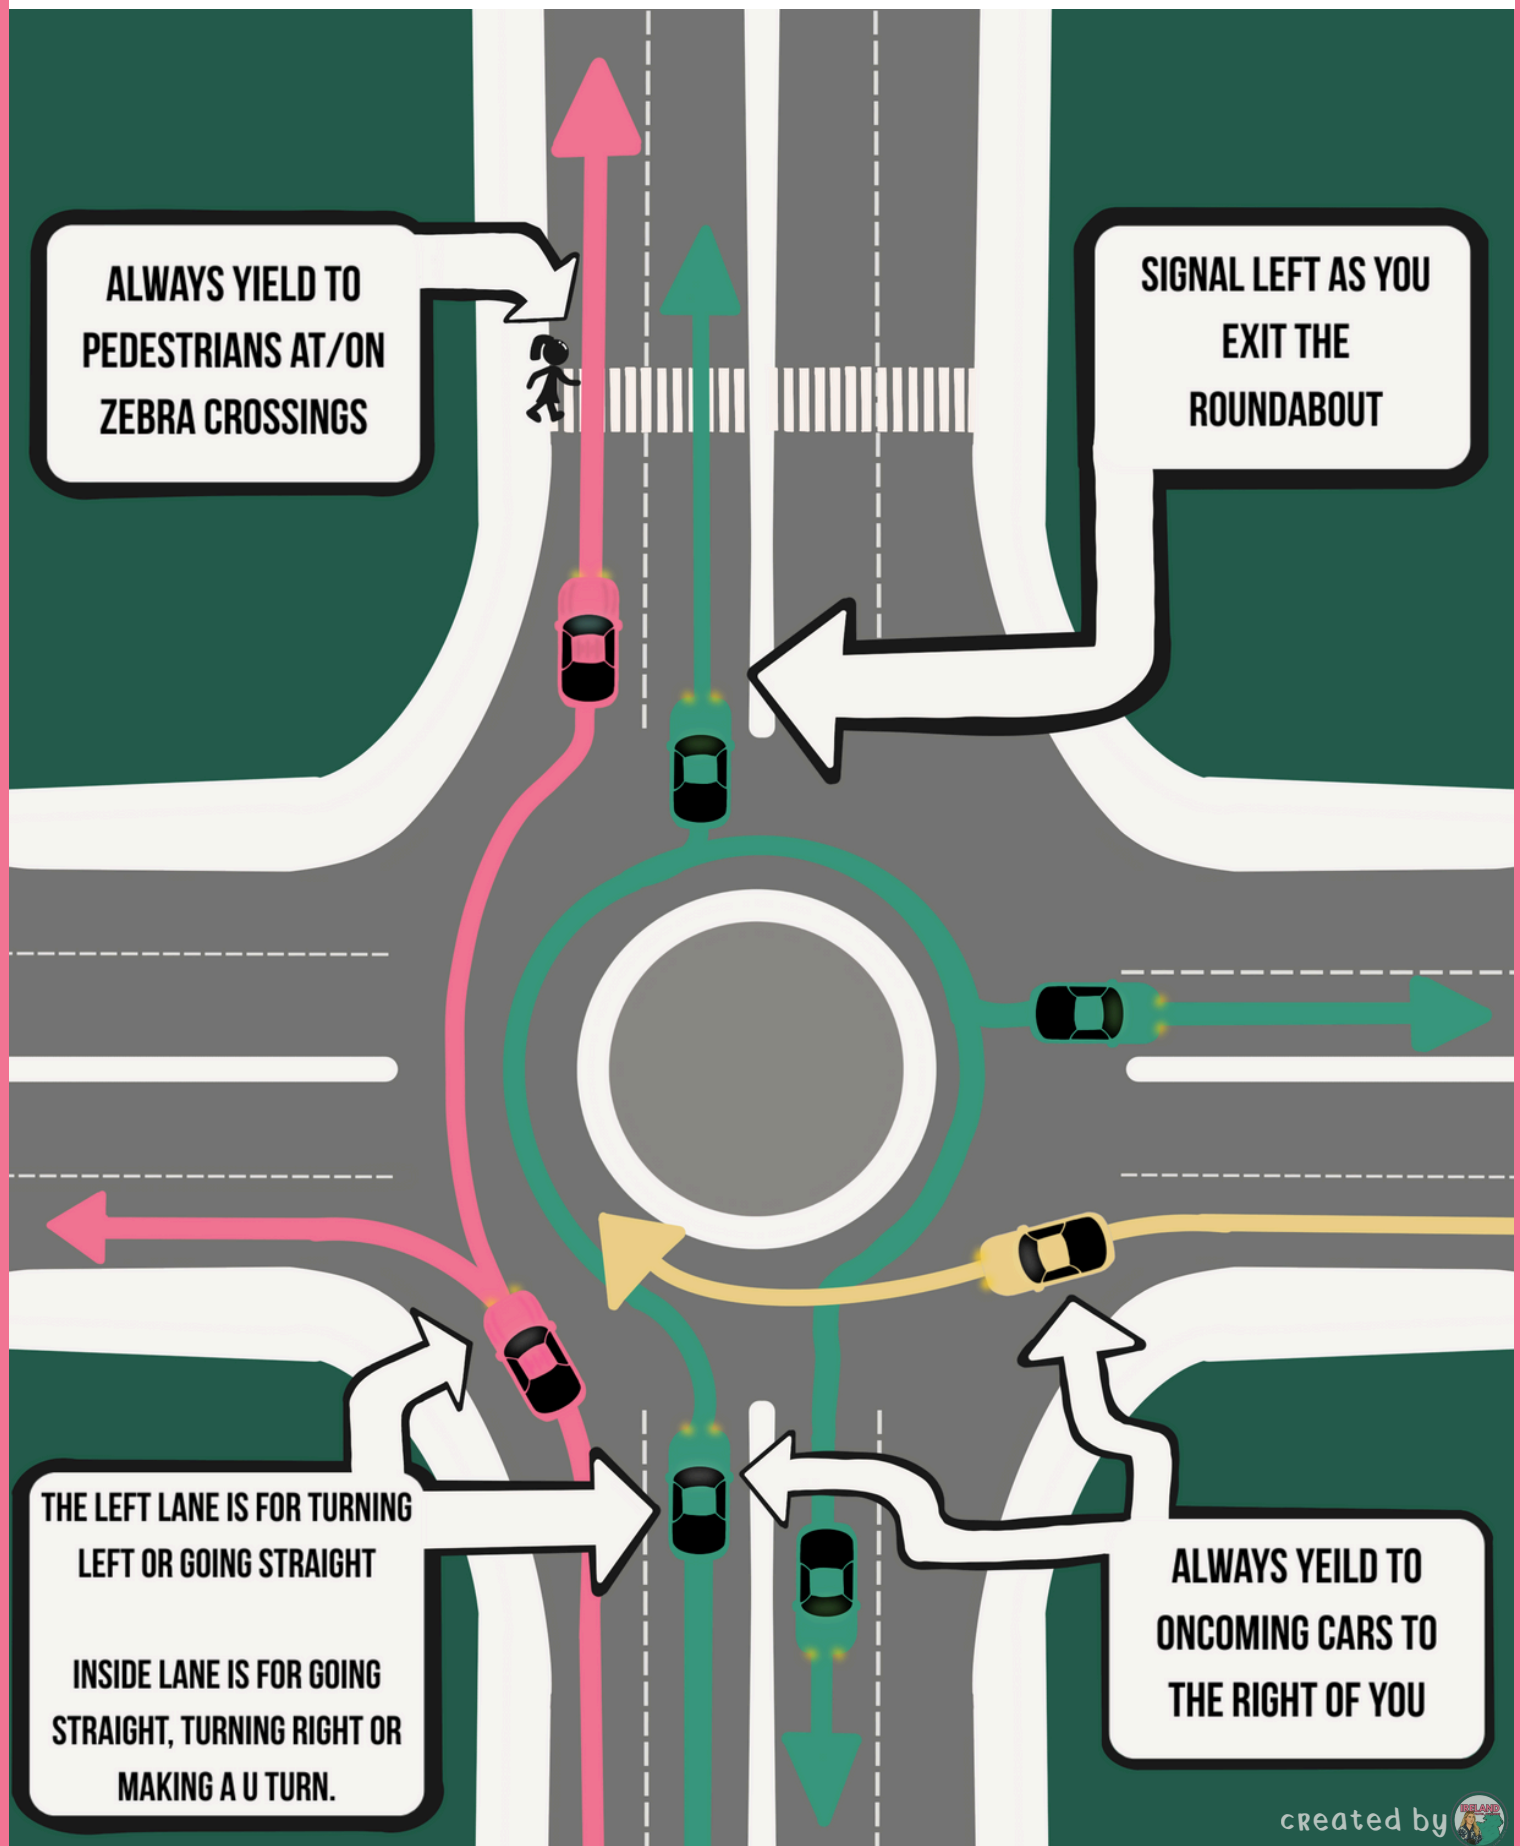 ALWAYS YIELD TO
PEDESTRIANS AT/ON
ZEBRA CROSSINGS
SIGNAL LEFT AS YOU
EXIT THE
ROUNDABOUT
THE LEFT LANE IS FOR TURNING
LEFT OR GOING STRAIGHT
INSIDE LANE IS FOR GOING
STRAIGHT, TURNING RIGHT OR
MAKING A U TURN.
ALWAYS YEILD TO
ONCOMING CARS TO
THE RIGHT OF YOU
created by
IRELAND